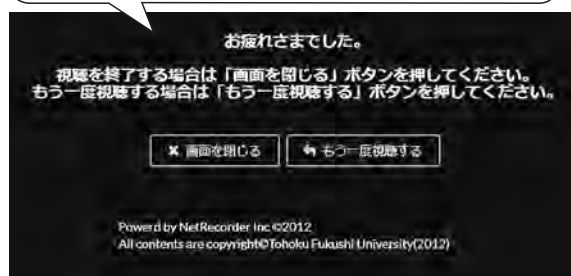 お疲れさまでした。
視聴を終了する場合は「画面を閉じる」ボタンを押してください。
もう一度視聴する場合は「もう一度視聴する」ボタンを押してください。
✖ 画面を閉じる
もう一度視聴する
Powerd by NetRecorder Inc ©2012
All contents are copyright©Tohoku Fukushi University(2012)